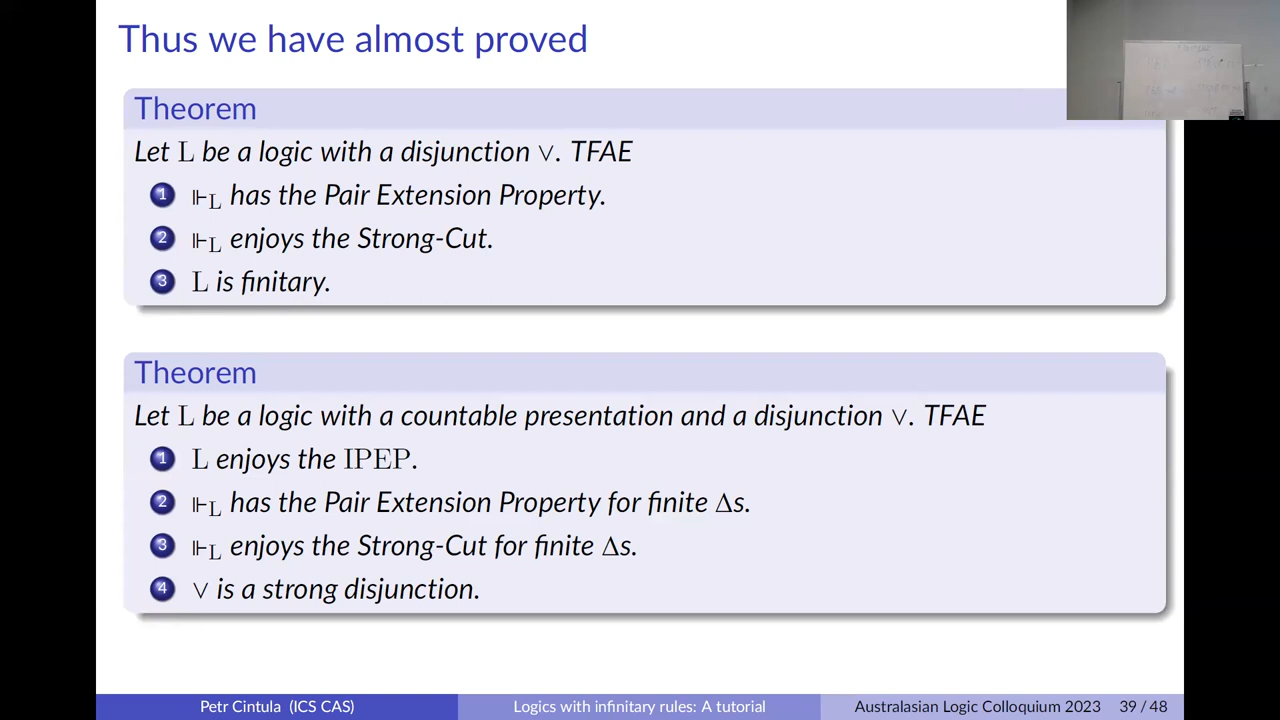 Thus we have almost proved
Theorem
Let L be a logic with a disjunction ∨. TFAE
1 ⊩L has the Pair Extension Property.
2 ⊩L enjoys the Strong-Cut.
3 L is finitary.
Theorem
Let L be a logic with a countable presentation and a disjunction ∨. TFAE
1 L enjoys the IPEP.
2 ⊩L has the Pair Extension Property for finite Δs.
3 ⊩L enjoys the Strong-Cut for finite Δs.
4 ∨ is a strong disjunction.
Petr Cintula (ICS CAS) Logics with infinitary rules: A tutorial Australasian Logic Colloquium 2023 39 / 48